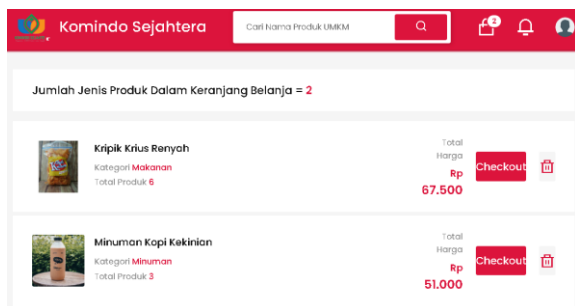 Komindo Sejahtera
Cari Nama Produk UMKM
2
Jumlah Jenis Produk Dalam Keranjang Belanja = 2
Kripik Krius Renyah
Kategori Makanan
Total Produk 6
Total
Harga
Rp
67.500
Checkout
Minuman Kopi Kekinian
Kategori Minuman
Total Produk 3
Total
Harga
Rp
51.000
Checkout